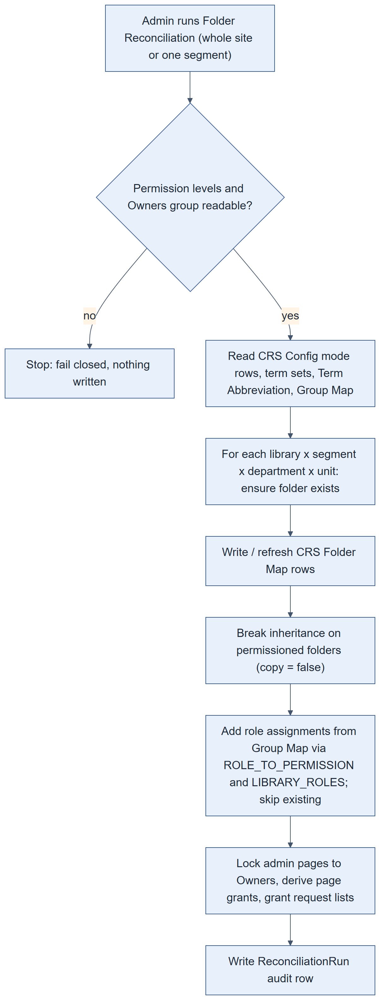 Admin runs Folder
Reconciliation (whole site
or one segment)
Permission levels and
Owners group readable?
no
yes
Stop: fail closed, nothing
written
Read CRS Config mode
rows, term sets, Term
Abbreviation, Group Map
For each library x segment
x department x unit:
ensure folder exists
Write / refresh CRS Folder
Map rows
Break inheritance on
permissioned folders
(copy = false)
Add role assignments from
Group Map via
ROLE_TO_PERMISSION
and LIBRARY_ROLES;
skip existing
Lock admin pages to
Owners, derive page
grants, grant request lists
Write ReconciliationRun
audit row